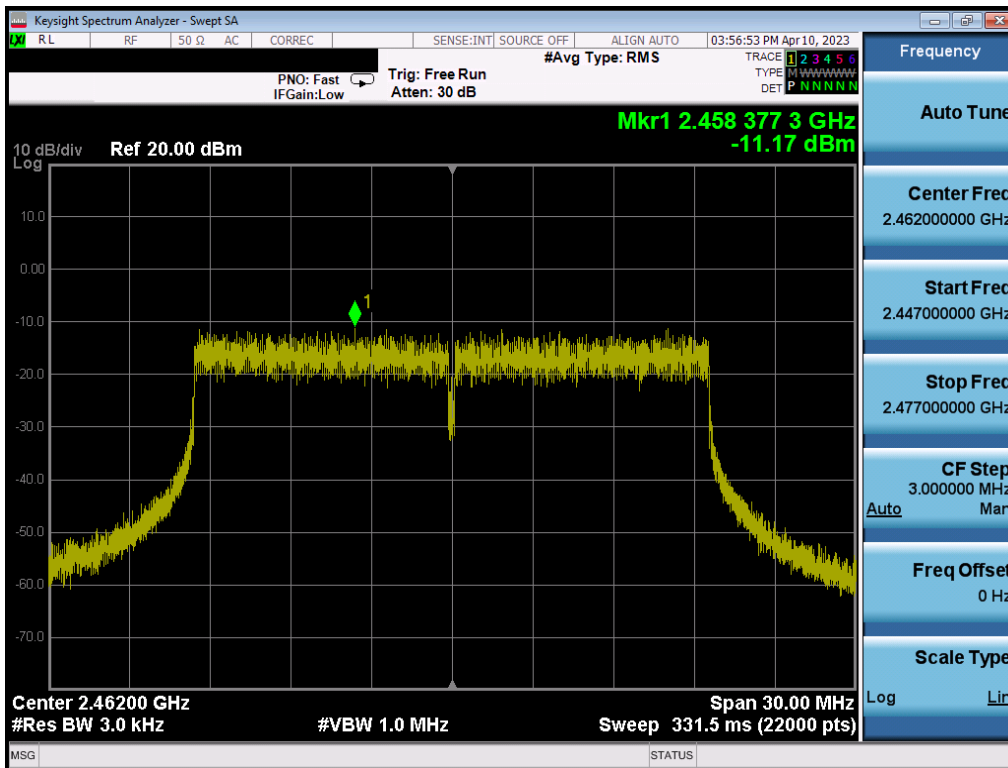 Keysight Spectrum Analyzer - Swept SA
LXI RL RF 50 Ω AC CORREC SENSE:INT SOURCE OFF ALIGN AUTO 03:56:53 PM Apr 10, 2023
#Avg Type: RMS
TRACE 1 2 3 4 5 6
PNO: Fast Trig: Free Run TYPE M W W W W W
IFGain:Low Atten: 30 dB DET P N N N N N
Mkr1 2.458 377 3 GHz
-11.17 dBm
10 dB/div Ref 20.00 dBm
Log
10.0
0.00
1
-10.0
-20.0
-30.0
-40.0
-50.0
-60.0
-70.0
Center 2.46200 GHz Span 30.00 MHz
#Res BW 3.0 kHz #VBW 1.0 MHz Sweep 331.5 ms (22000 pts)
MSG STATUS
Frequency
Auto Tune
Center Freq
2.462000000 GHz
Start Freq
2.447000000 GHz
Stop Freq
2.477000000 GHz
CF Step
3.000000 MHz
Auto Man
Freq Offset
0 Hz
Scale Type
Log Lin